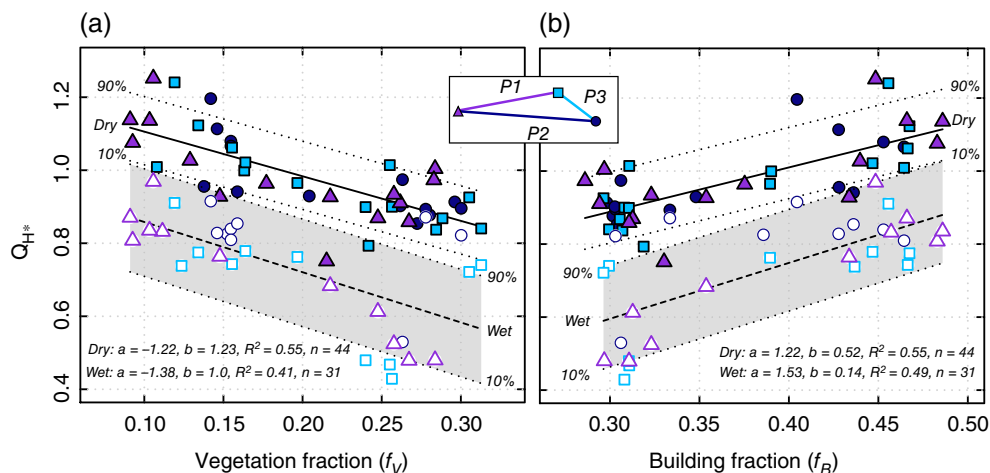 (a)
(b)
90%
Dry
10%
90%
Wet
10%
Dry: a = −1.22, b = 1.23, R² = 0.55, n = 44
Wet: a = −1.38, b = 1.0, R² = 0.41, n = 31
P1
P3
P2
90%
Dry
10%
90%
Wet
10%
Dry: a = 1.22, b = 0.52, R² = 0.55, n = 44
Wet: a = 1.53, b = 0.14, R² = 0.49, n = 31
Q_H*
1.2
1.0
0.8
0.6
0.4
0.10 0.15 0.20 0.25 0.30
0.30 0.35 0.40 0.45 0.50
Vegetation fraction (f_V)
Building fraction (f_B)